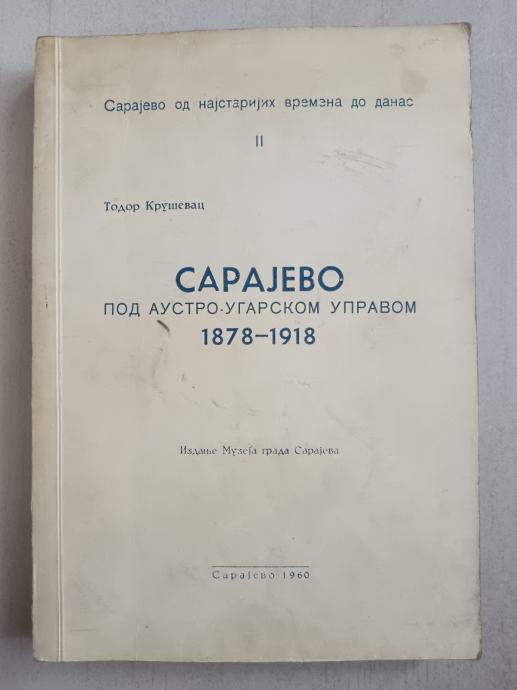 Сарајево од најстаријих времена до данас
II
Тодор Крушевац
САРАЈЕВО
ПОД АУСТРО-УГАРСКОМ УПРАВОМ
1878–1918
Издање Музеја града Сарајева
Сарајево 1960